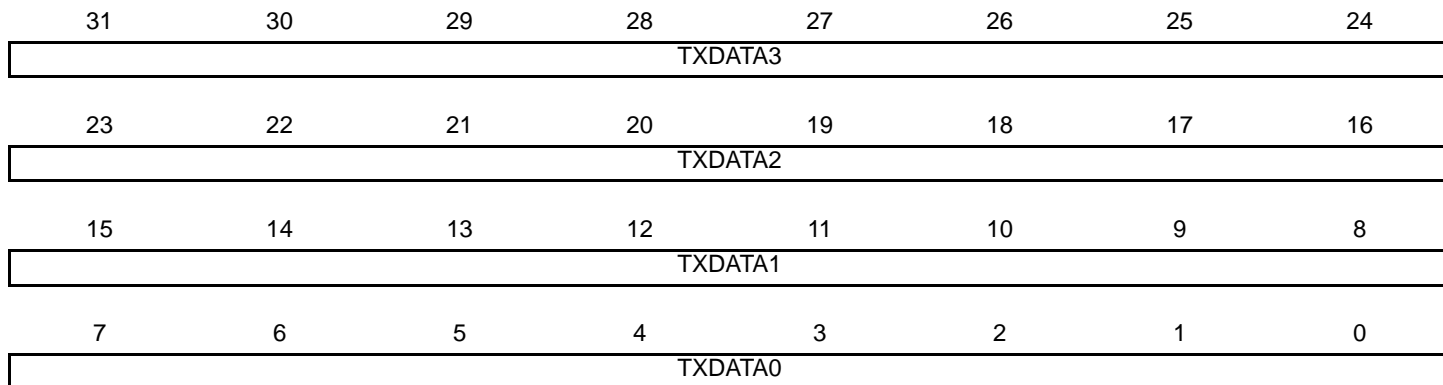 31 30 29 28 27 26 25 24
TXDATA3
23 22 21 20 19 18 17 16
TXDATA2
15 14 13 12 11 10 9 8
TXDATA1
7 6 5 4 3 2 1 0
TXDATA0